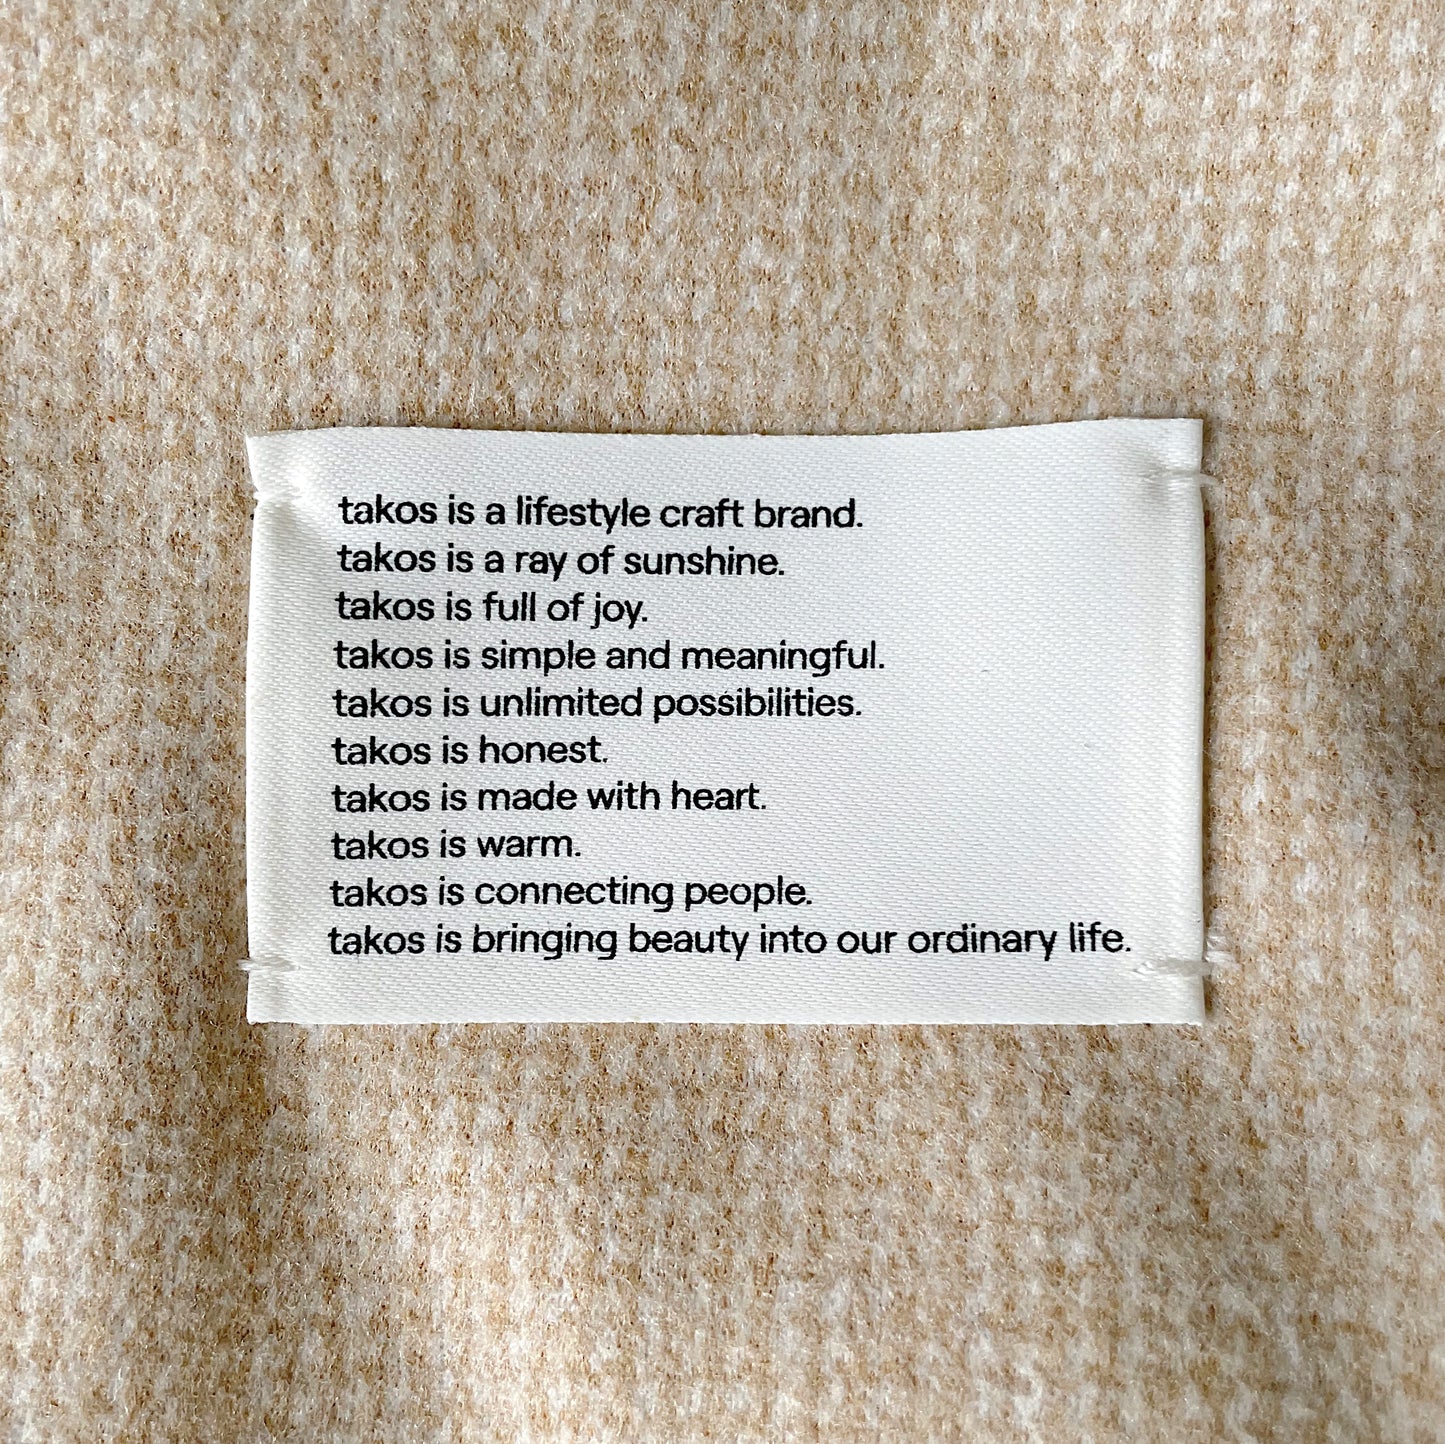 takos is a lifestyle craft brand.
takos is a ray of sunshine.
takos is full of joy.
takos is simple and meaningful.
takos is unlimited possibilities.
takos is honest.
takos is made with heart.
takos is warm.
takos is connecting people.
takos is bringing beauty into our ordinary life.